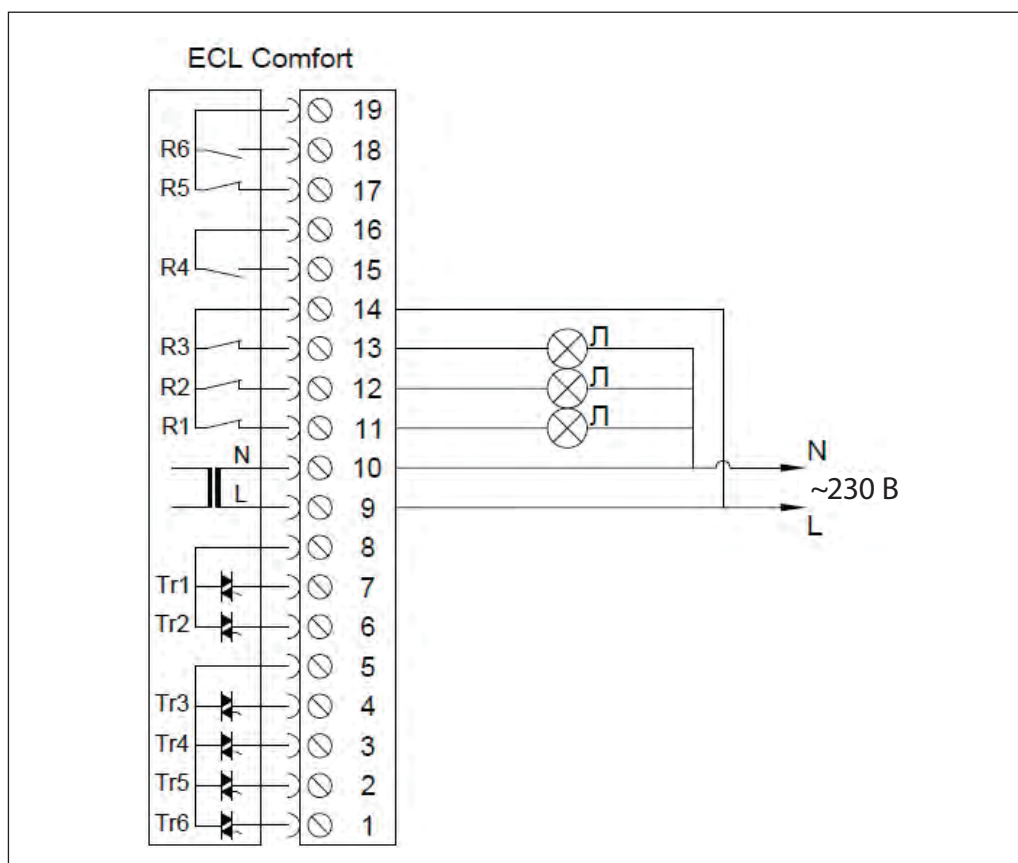 ECL Comfort
19
R6 18
R5 17
16
R4 15
14
R3 13 Л
R2 12 Л
R1 11 Л
N 10 N
~230 В
L 9 L
8
Tr1 7
Tr2 6
5
Tr3 4
Tr4 3
Tr5 2
Tr6 1